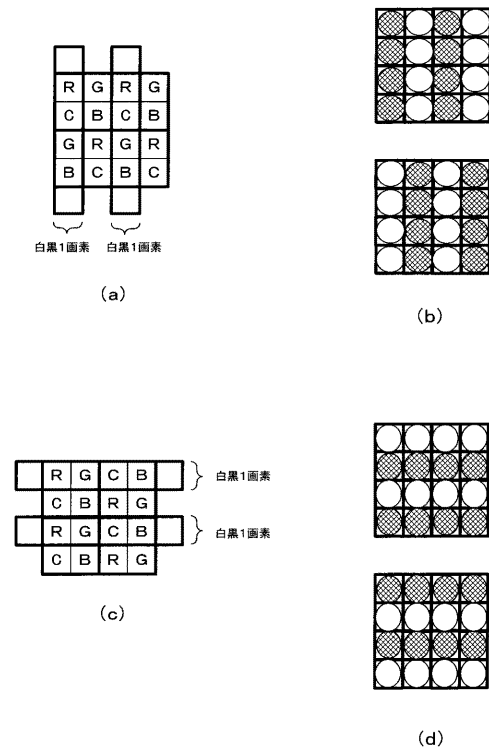 R G R G
C B C B
G R G R
B C B C
白黒1画素 白黒1画素
(a)
(b)
R G C B 白黒1画素
C B R G
R G C B 白黒1画素
C B R G
(c)
(d)